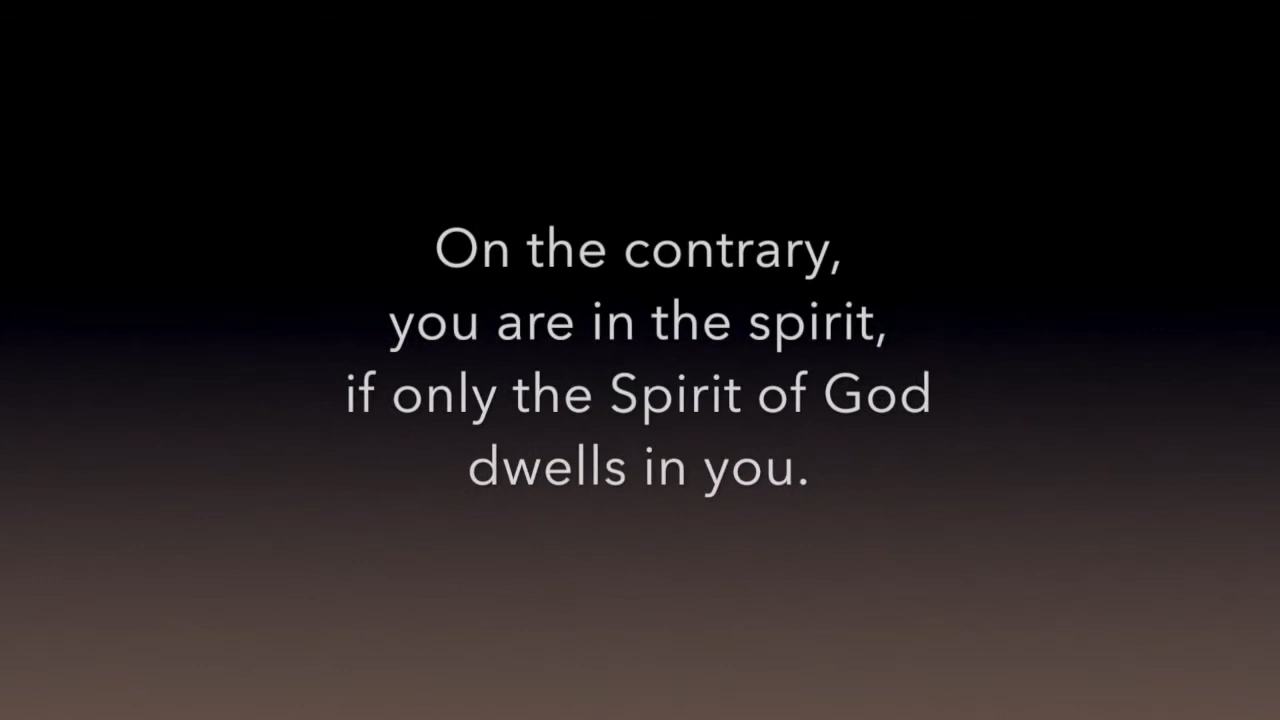 On the contrary,
you are in the spirit,
if only the Spirit of God
dwells in you.